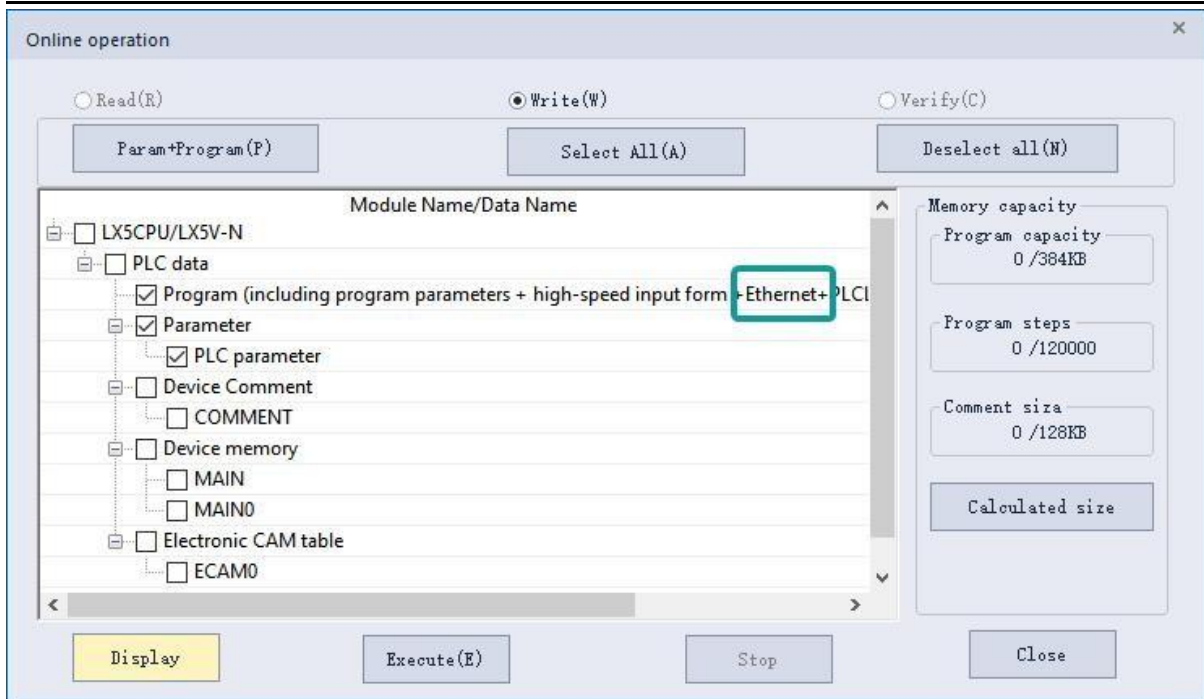 Online operation
Read(R) Write(W) Verify(C)
Param+Program(P) Select All(A) Deselect all(N)
Module Name/Data Name
LX5CPU/LX5V-N
PLC data
Program (including program parameters + high-speed input form +Ethernet+ PLCL
Parameter
PLC parameter
Device Comment
COMMENT
Device memory
MAIN
MAIN0
Electronic CAM table
ECAM0
Memory capacity
Program capacity
0 /384KB
Program steps
0 /120000
Comment siza
0 /128KB
Calculated size
Display Execute(E) Stop Close